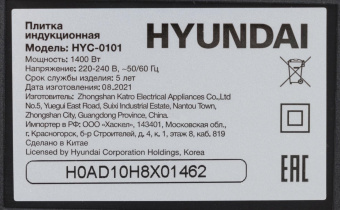 Плитка
индукционная
Модель: HYC-0101
HYUNDAI
Мощность: 1400 Вт
Напряжение: 220-240 В, ~50/60 Гц
Срок службы изделия: 5 лет
Дата изготовления: 08.2021
Изготовитель: Zhongshan Katro Electrical Appliances Co., Ltd.
No.5, Yuegui East Road, Suixi Industrial Estate, Nantou Town,
Zhongshan City, Guangdong Province, China.
Импортер в РФ: ООО «Хаскел», 143401, Московская обл.,
г. Красногорск, б-р Строителей, д. 4, к. 1, этаж 8, каб. 819
Сделано в Китае
Licensed by Hyundai Corporation Holdings, Korea
H0AD10H8X01462
EAC